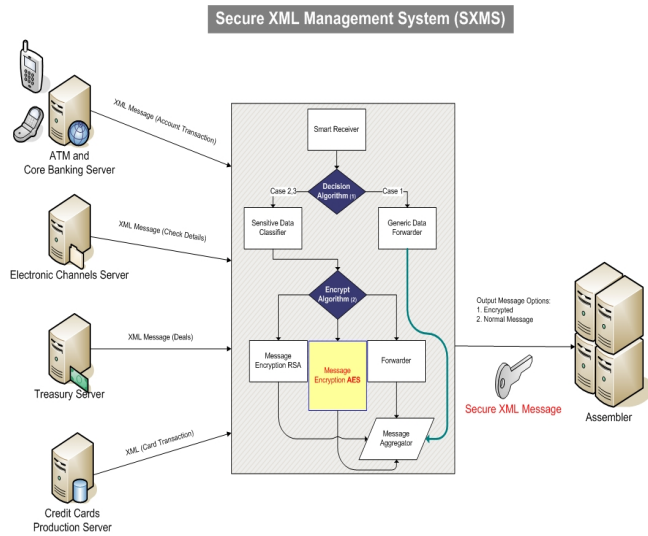 Secure XML Management System (SXMS)
XML Message (Account Transaction)
ATM and
Core Banking Server
XML Message (Check Details)
Electronic Channels Server
XML Message (Deals)
Treasury Server
XML (Card Transaction)
Credit Cards
Production Server
Smart Receiver
Decision
Algorithm (1)
Case 2,3
Case 1
Sensitive Data
Classifier
Generic Data
Forwarder
Encrypt
Algorithm (2)
Message
Encryption RSA
Message
Encryption AES
Forwarder
Message
Aggregator
Output Message Options:
1. Encrypted
2. Normal Message
Secure XML Message
Assembler